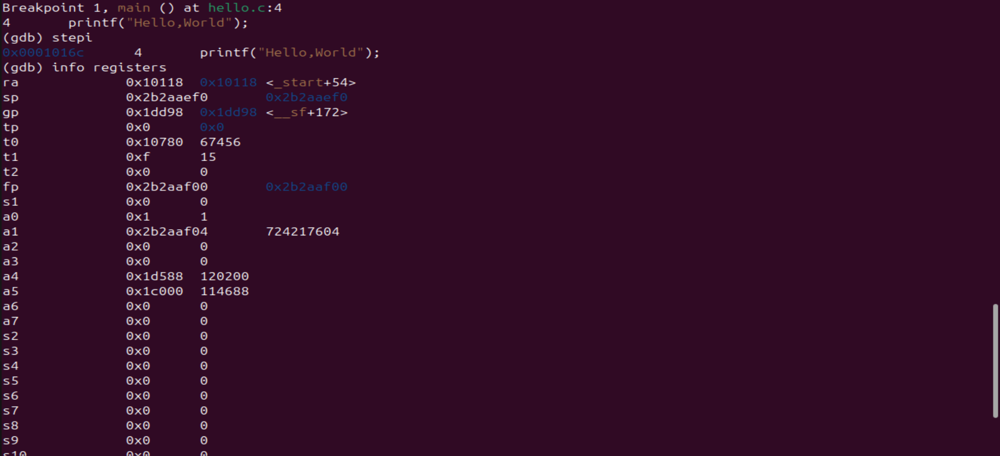 Breakpoint 1, main () at hello.c:4
4       printf("Hello,World");
(gdb) stepi
0x0001016c      4       printf("Hello,World");
(gdb) info registers
ra             0x10118  0x10118 <_start+54>
sp             0x2b2aaef0       0x2b2aaef0
gp             0x1dd98  0x1dd98 <__sf+172>
tp             0x0      0x0
t0             0x10780  67456
t1             0xf      15
t2             0x0      0
fp             0x2b2aaf00       0x2b2aaf00
s1             0x0      0
a0             0x1      1
a1             0x2b2aaf04       724217604
a2             0x0      0
a3             0x0      0
a4             0x1d588  120200
a5             0x1c000  114688
a6             0x0      0
a7             0x0      0
s2             0x0      0
s3             0x0      0
s4             0x0      0
s5             0x0      0
s6             0x0      0
s7             0x0      0
s8             0x0      0
s9             0x0      0
s10            0x0      0